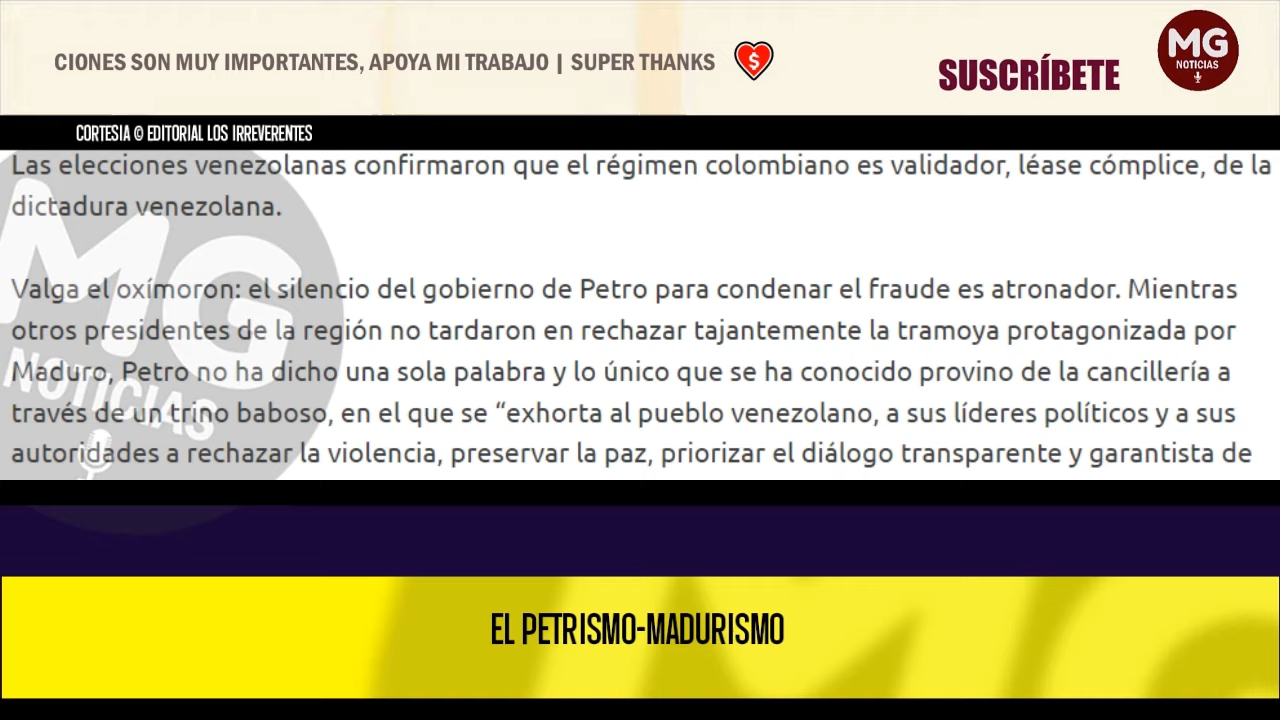 CIONES SON MUY IMPORTANTES, APOYA MI TRABAJO | SUPER THANKS
$
SUSCRÍBETE
MG
NOTICIAS
CORTESIA © EDITORIAL LOS IRREVERENTES
Las elecciones venezolanas confirmaron que el régimen colombiano es validador, léase cómplice, de la
dictadura venezolana.
Valga el oxímoron: el silencio del gobierno de Petro para condenar el fraude es atronador. Mientras
otros presidentes de la región no tardaron en rechazar tajantemente la tramoya protagonizada por
Maduro, Petro no ha dicho una sola palabra y lo único que se ha conocido provino de la cancillería a
través de un trino baboso, en el que se “exhorta al pueblo venezolano, a sus líderes políticos y a sus
autoridades a rechazar la violencia, preservar la paz, priorizar el diálogo transparente y garantista de
MG
NOTICIAS
EL PETRISMO-MADURISMO